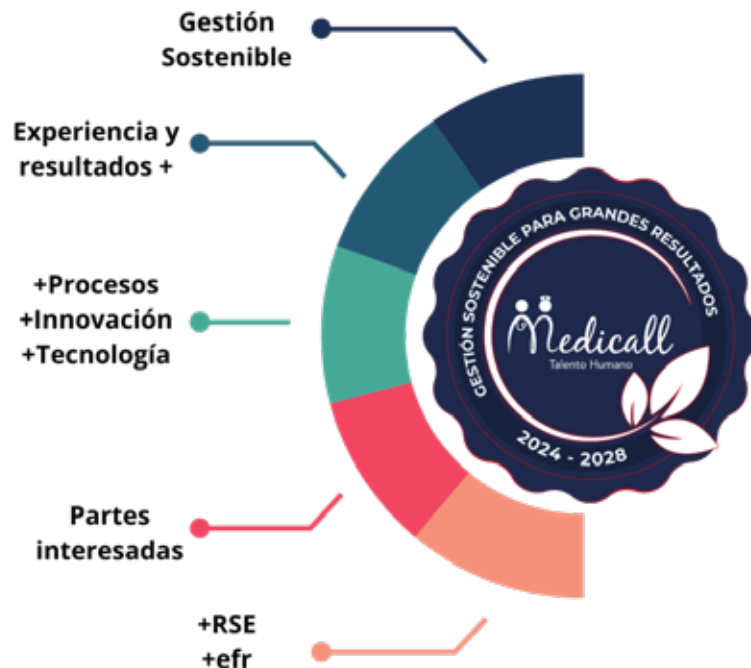 Gestión
Sostenible
Experiencia y
resultados +
+Procesos
+Innovación
+Tecnología
Partes
interesadas
+RSE
+efr
GESTIÓN SOSTENIBLE PARA GRANDES RESULTADOS
Medicall
Talento Humano
2024 - 2028